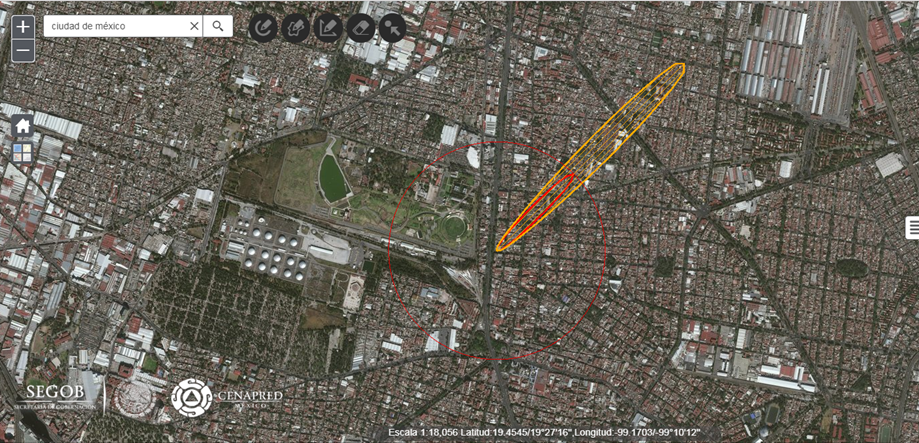 ciudad de méxico
SEGOB
SECRETARÍA DE GOBERNACIÓN
CENAPRED
MÉXICO
Escala 1:18,056 Latitud:19.4545/19°27'16",Longitud:-99.1703/-99°10'12"